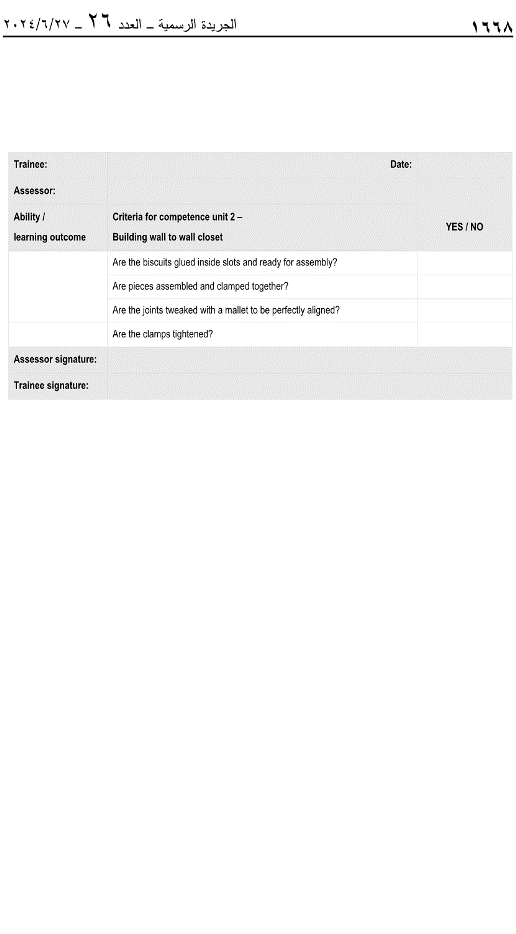 ١٦٦٨
الجريدة الرسمية ــ العدد ٢٦ ــ ٢٠٢٤/٦/٢٧
Trainee:
Date:
Assessor:
Ability /
learning outcome
Criteria for competence unit 2 –
Building wall to wall closet
YES / NO
Are the biscuits glued inside slots and ready for assembly?
Are pieces assembled and clamped together?
Are the joints tweaked with a mallet to be perfectly aligned?
Are the clamps tightened?
Assessor signature:
Trainee signature: